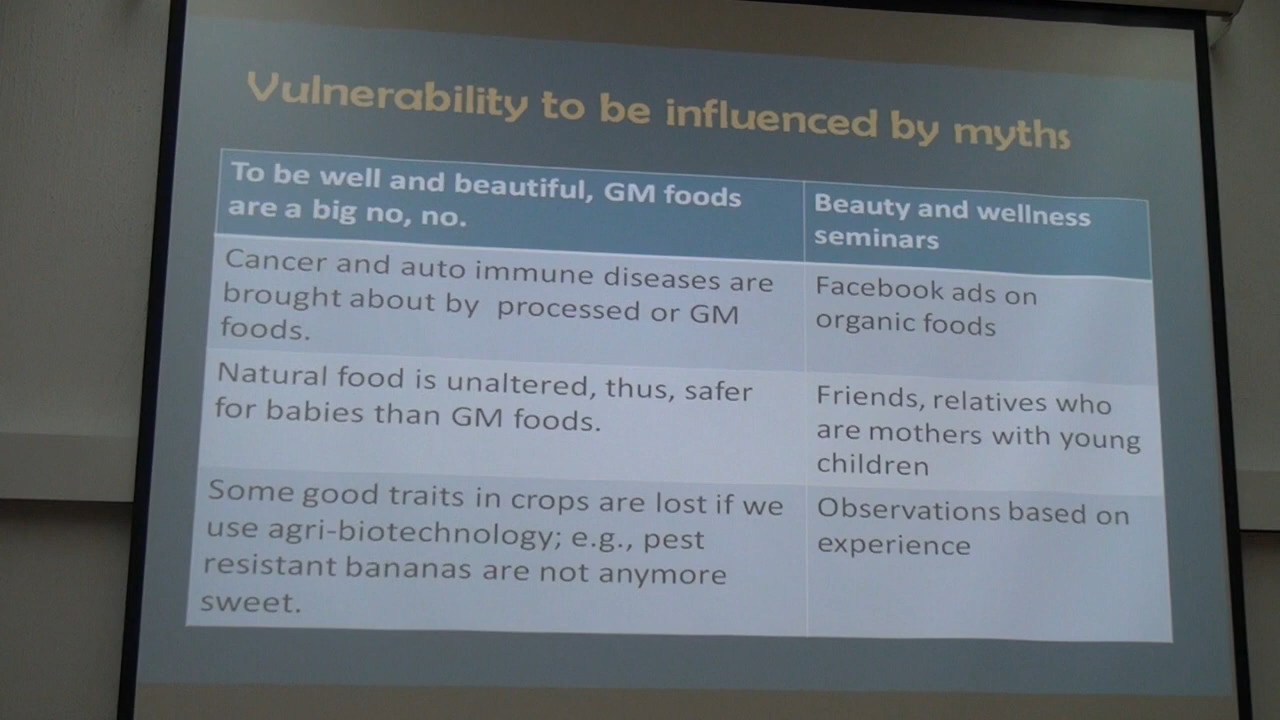 Vulnerability to be influenced by myths
To be well and beautiful, GM foods
are a big no, no.
Beauty and wellness
seminars
Cancer and auto immune diseases are
brought about by processed or GM
foods.
Facebook ads on
organic foods
Natural food is unaltered, thus, safer
for babies than GM foods.
Friends, relatives who
are mothers with young
children
Some good traits in crops are lost if we
use agri-biotechnology; e.g., pest
resistant bananas are not anymore
sweet.
Observations based on
experience